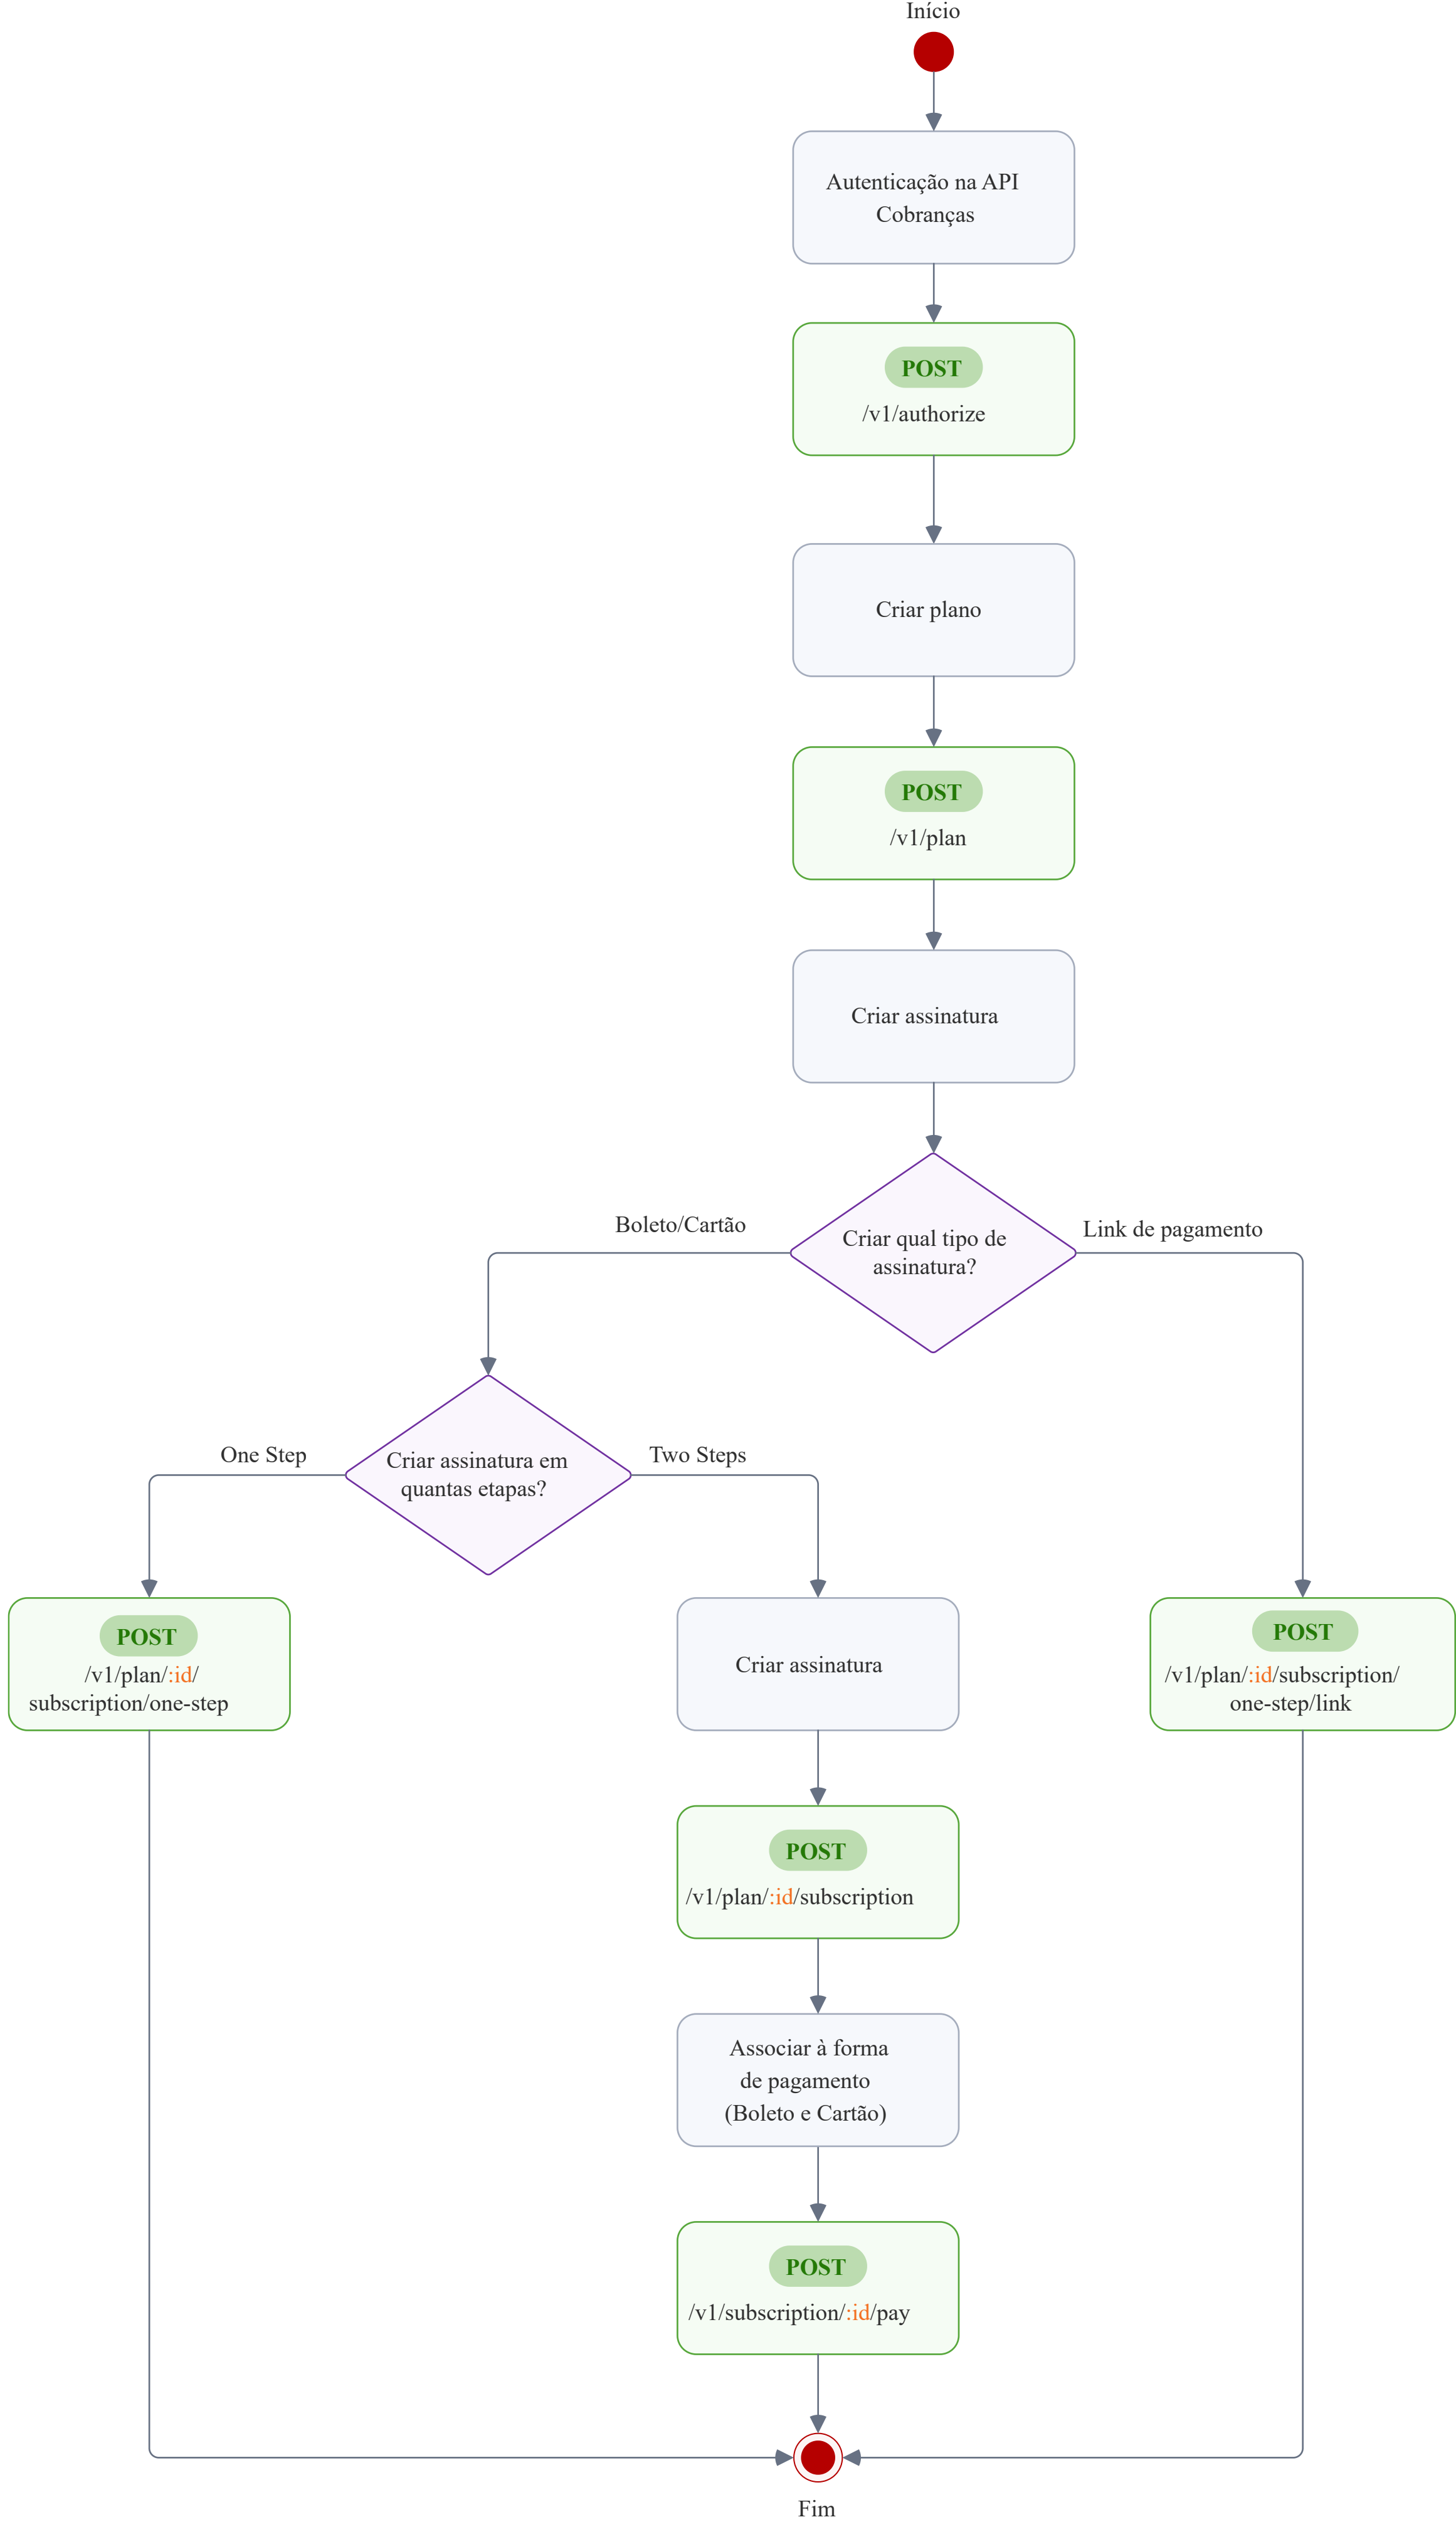 Início
Autenticação na API
Cobranças
POST
/v1/authorize
Criar plano
POST
/v1/plan
Criar assinatura
Criar qual tipo de
assinatura?
Boleto/Cartão
Link de pagamento
Criar assinatura em
quantas etapas?
One Step
Two Steps
POST
/v1/plan/:id/
subscription/one-step
Criar assinatura
POST
/v1/plan/:id/subscription/
one-step/link
POST
/v1/plan/:id/subscription
Associar à forma
de pagamento
(Boleto e Cartão)
POST
/v1/subscription/:id/pay
Fim